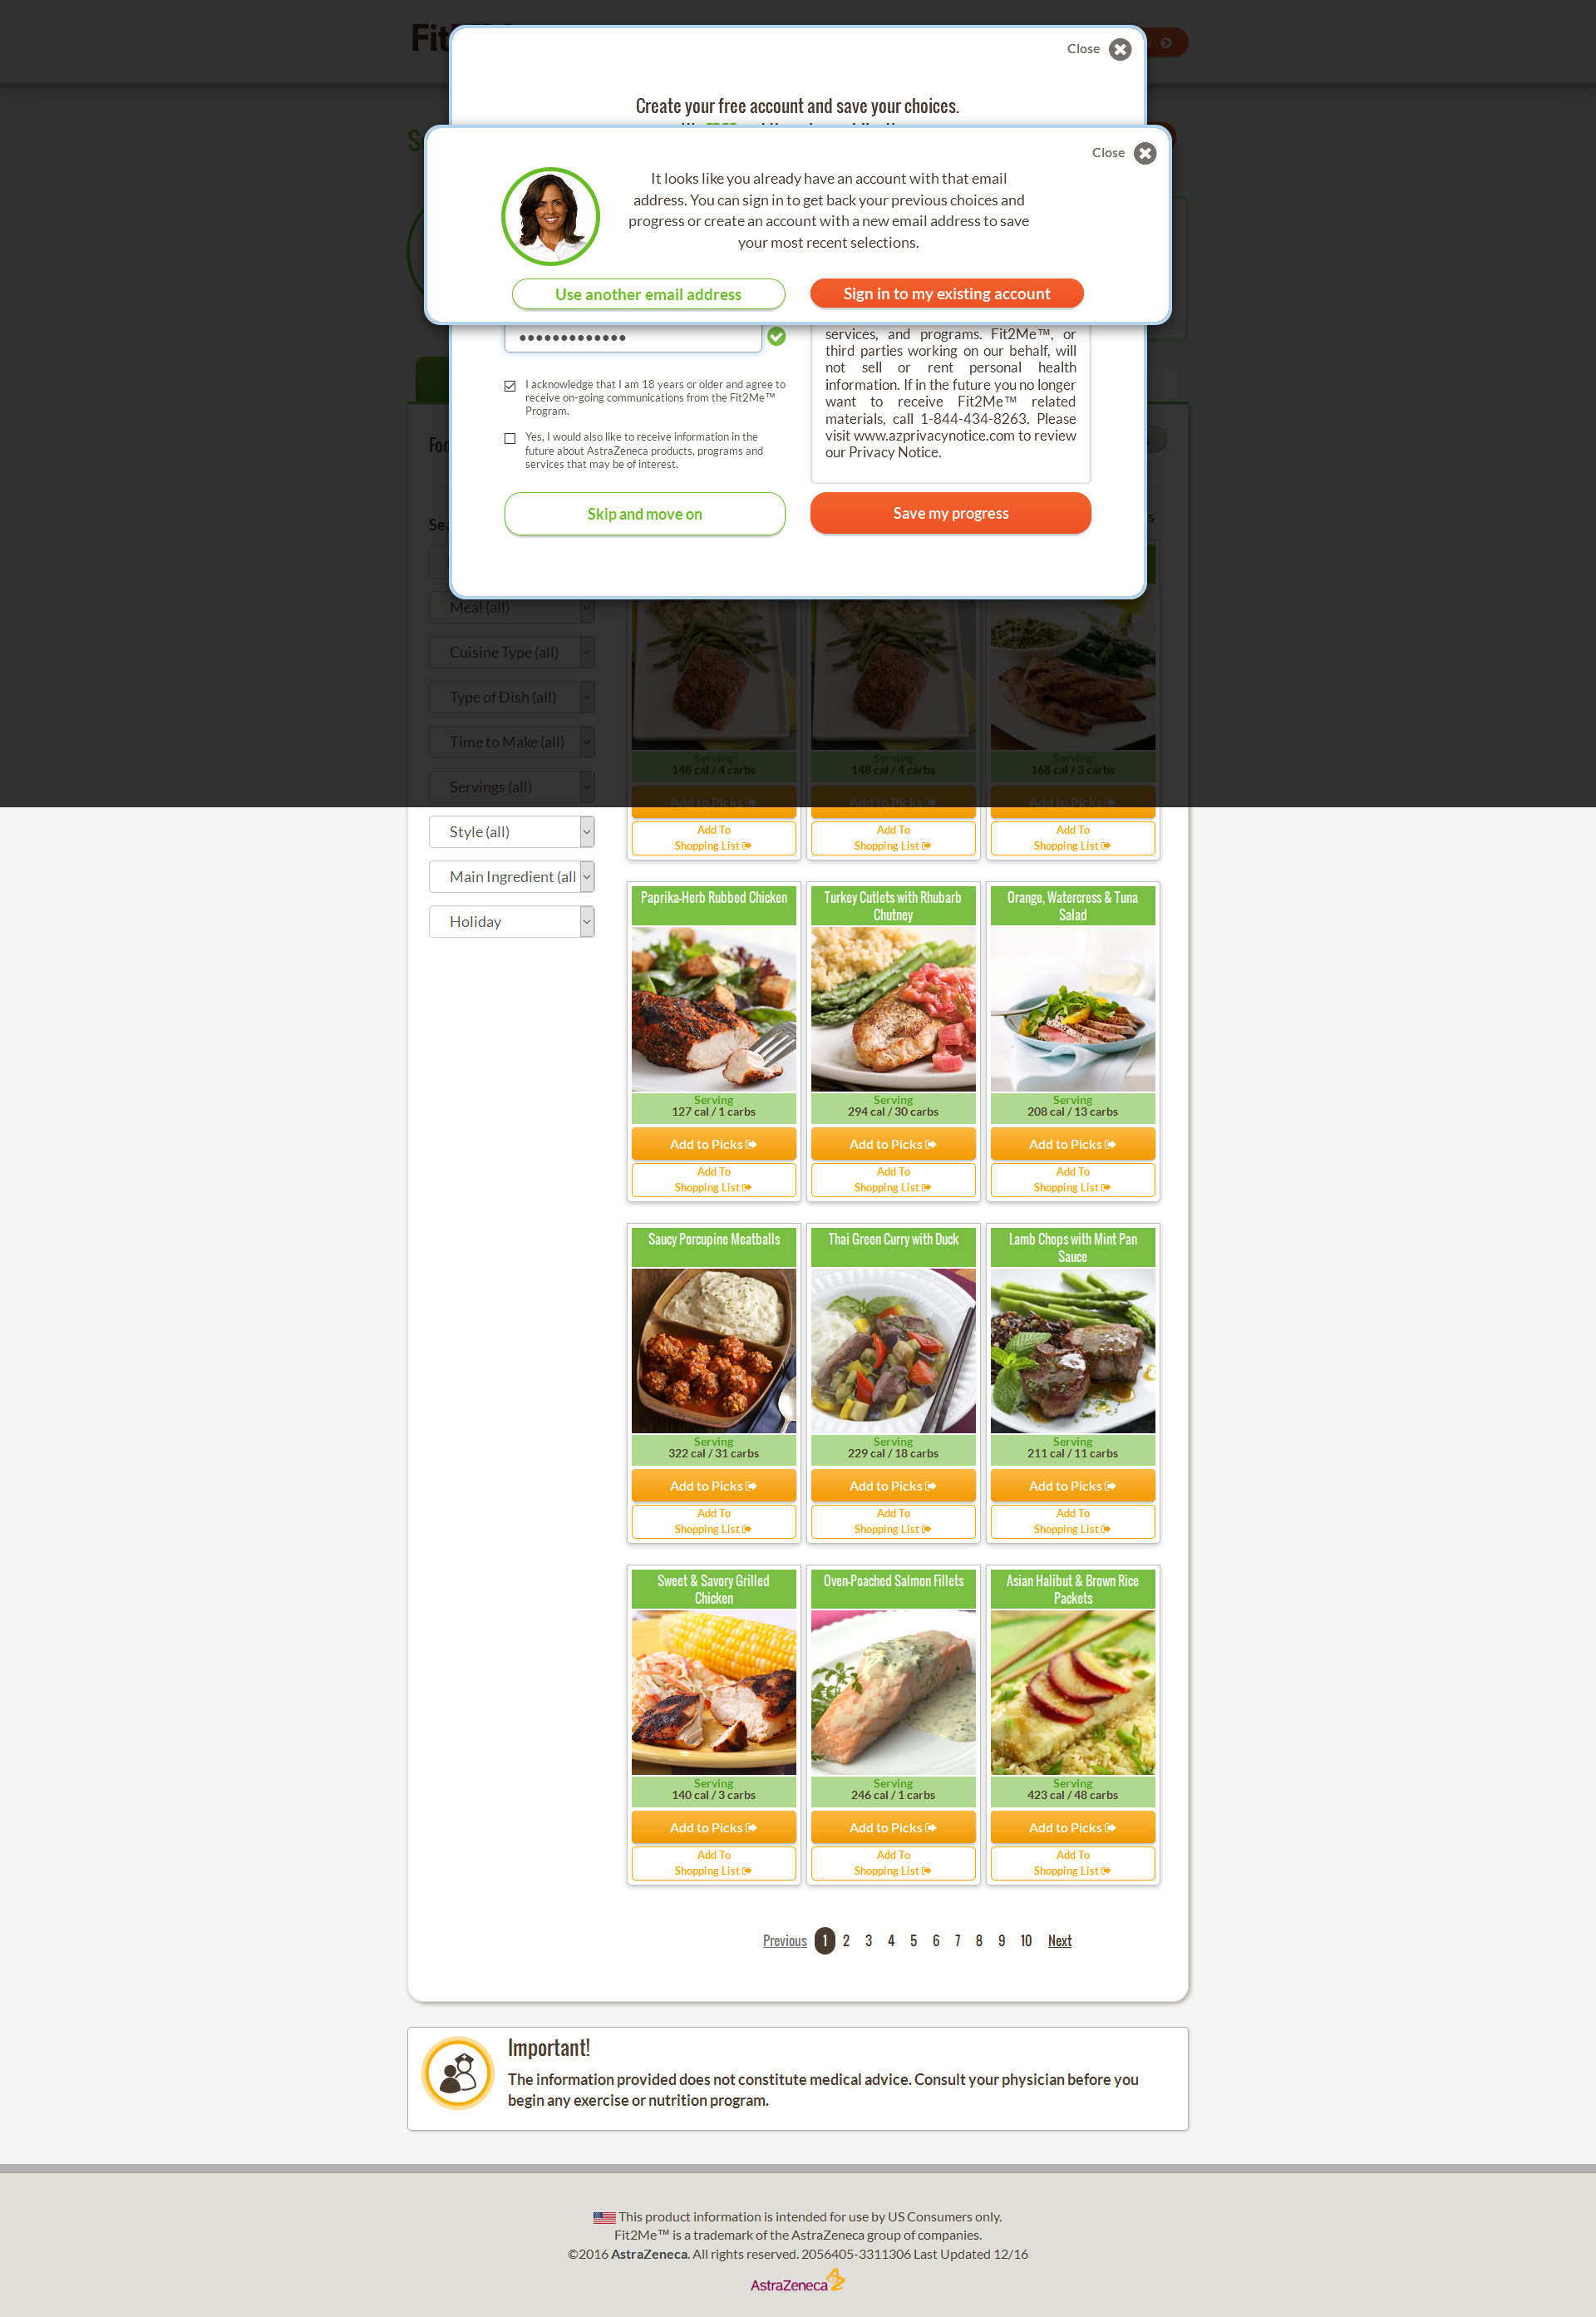 Fit
Close
Create your free account and save your choices.
Close
It looks like you already have an account with that email
address. You can sign in to get back your previous choices and
progress or create an account with a new email address to save
your most recent selections.
Use another email address
Sign in to my existing account
services, and programs. Fit2Me™, or
third parties working on our behalf, will
not sell or rent personal health
information. If in the future you no longer
want to receive Fit2Me™ related
materials, call 1-844-434-8263. Please
visit www.azprivacynotice.com to review
our Privacy Notice.
I acknowledge that I am 18 years or older and agree to
receive on-going communications from the Fit2Me™
Program.
Yes, I would also like to receive information in the
future about AstraZeneca products, programs and
services that may be of interest.
Skip and move on
Save my progress
Meal (all)
Cuisine Type (all)
Type of Dish (all)
Time to Make (all)
Servings (all)
Style (all)
Main Ingredient (all
Holiday
Serving Serving Serving
148 cal / 4 carbs 148 cal / 4 carbs 168 cal / 3 carbs
Add to Picks Add to Picks Add to Picks
Add To Add To Add To
Shopping List Shopping List Shopping List
Paprika-Herb Rubbed Chicken
Turkey Cutlets with Rhubarb
Chutney
Orange, Watercress & Tuna
Salad
Serving Serving Serving
127 cal / 1 carbs 294 cal / 30 carbs 208 cal / 13 carbs
Add to Picks Add to Picks Add to Picks
Add To Add To Add To
Shopping List Shopping List Shopping List
Saucy Porcupine Meatballs
Thai Green Curry with Duck
Lamb Chops with Mint Pan
Sauce
Serving Serving Serving
322 cal / 31 carbs 229 cal / 18 carbs 211 cal / 11 carbs
Add to Picks Add to Picks Add to Picks
Add To Add To Add To
Shopping List Shopping List Shopping List
Sweet & Savory Grilled
Chicken
Oven-Poached Salmon Fillets
Asian Halibut & Brown Rice
Packets
Serving Serving Serving
140 cal / 3 carbs 246 cal / 1 carbs 423 cal / 48 carbs
Add to Picks Add to Picks Add to Picks
Add To Add To Add To
Shopping List Shopping List Shopping List
Previous 1 2 3 4 5 6 7 8 9 10 Next
Important!
The information provided does not constitute medical advice. Consult your physician before you
begin any exercise or nutrition program.
This product information is intended for use by US Consumers only.
Fit2Me™ is a trademark of the AstraZeneca group of companies.
©2016 AstraZeneca. All rights reserved. 2056405-3311306 Last Updated 12/16
AstraZeneca